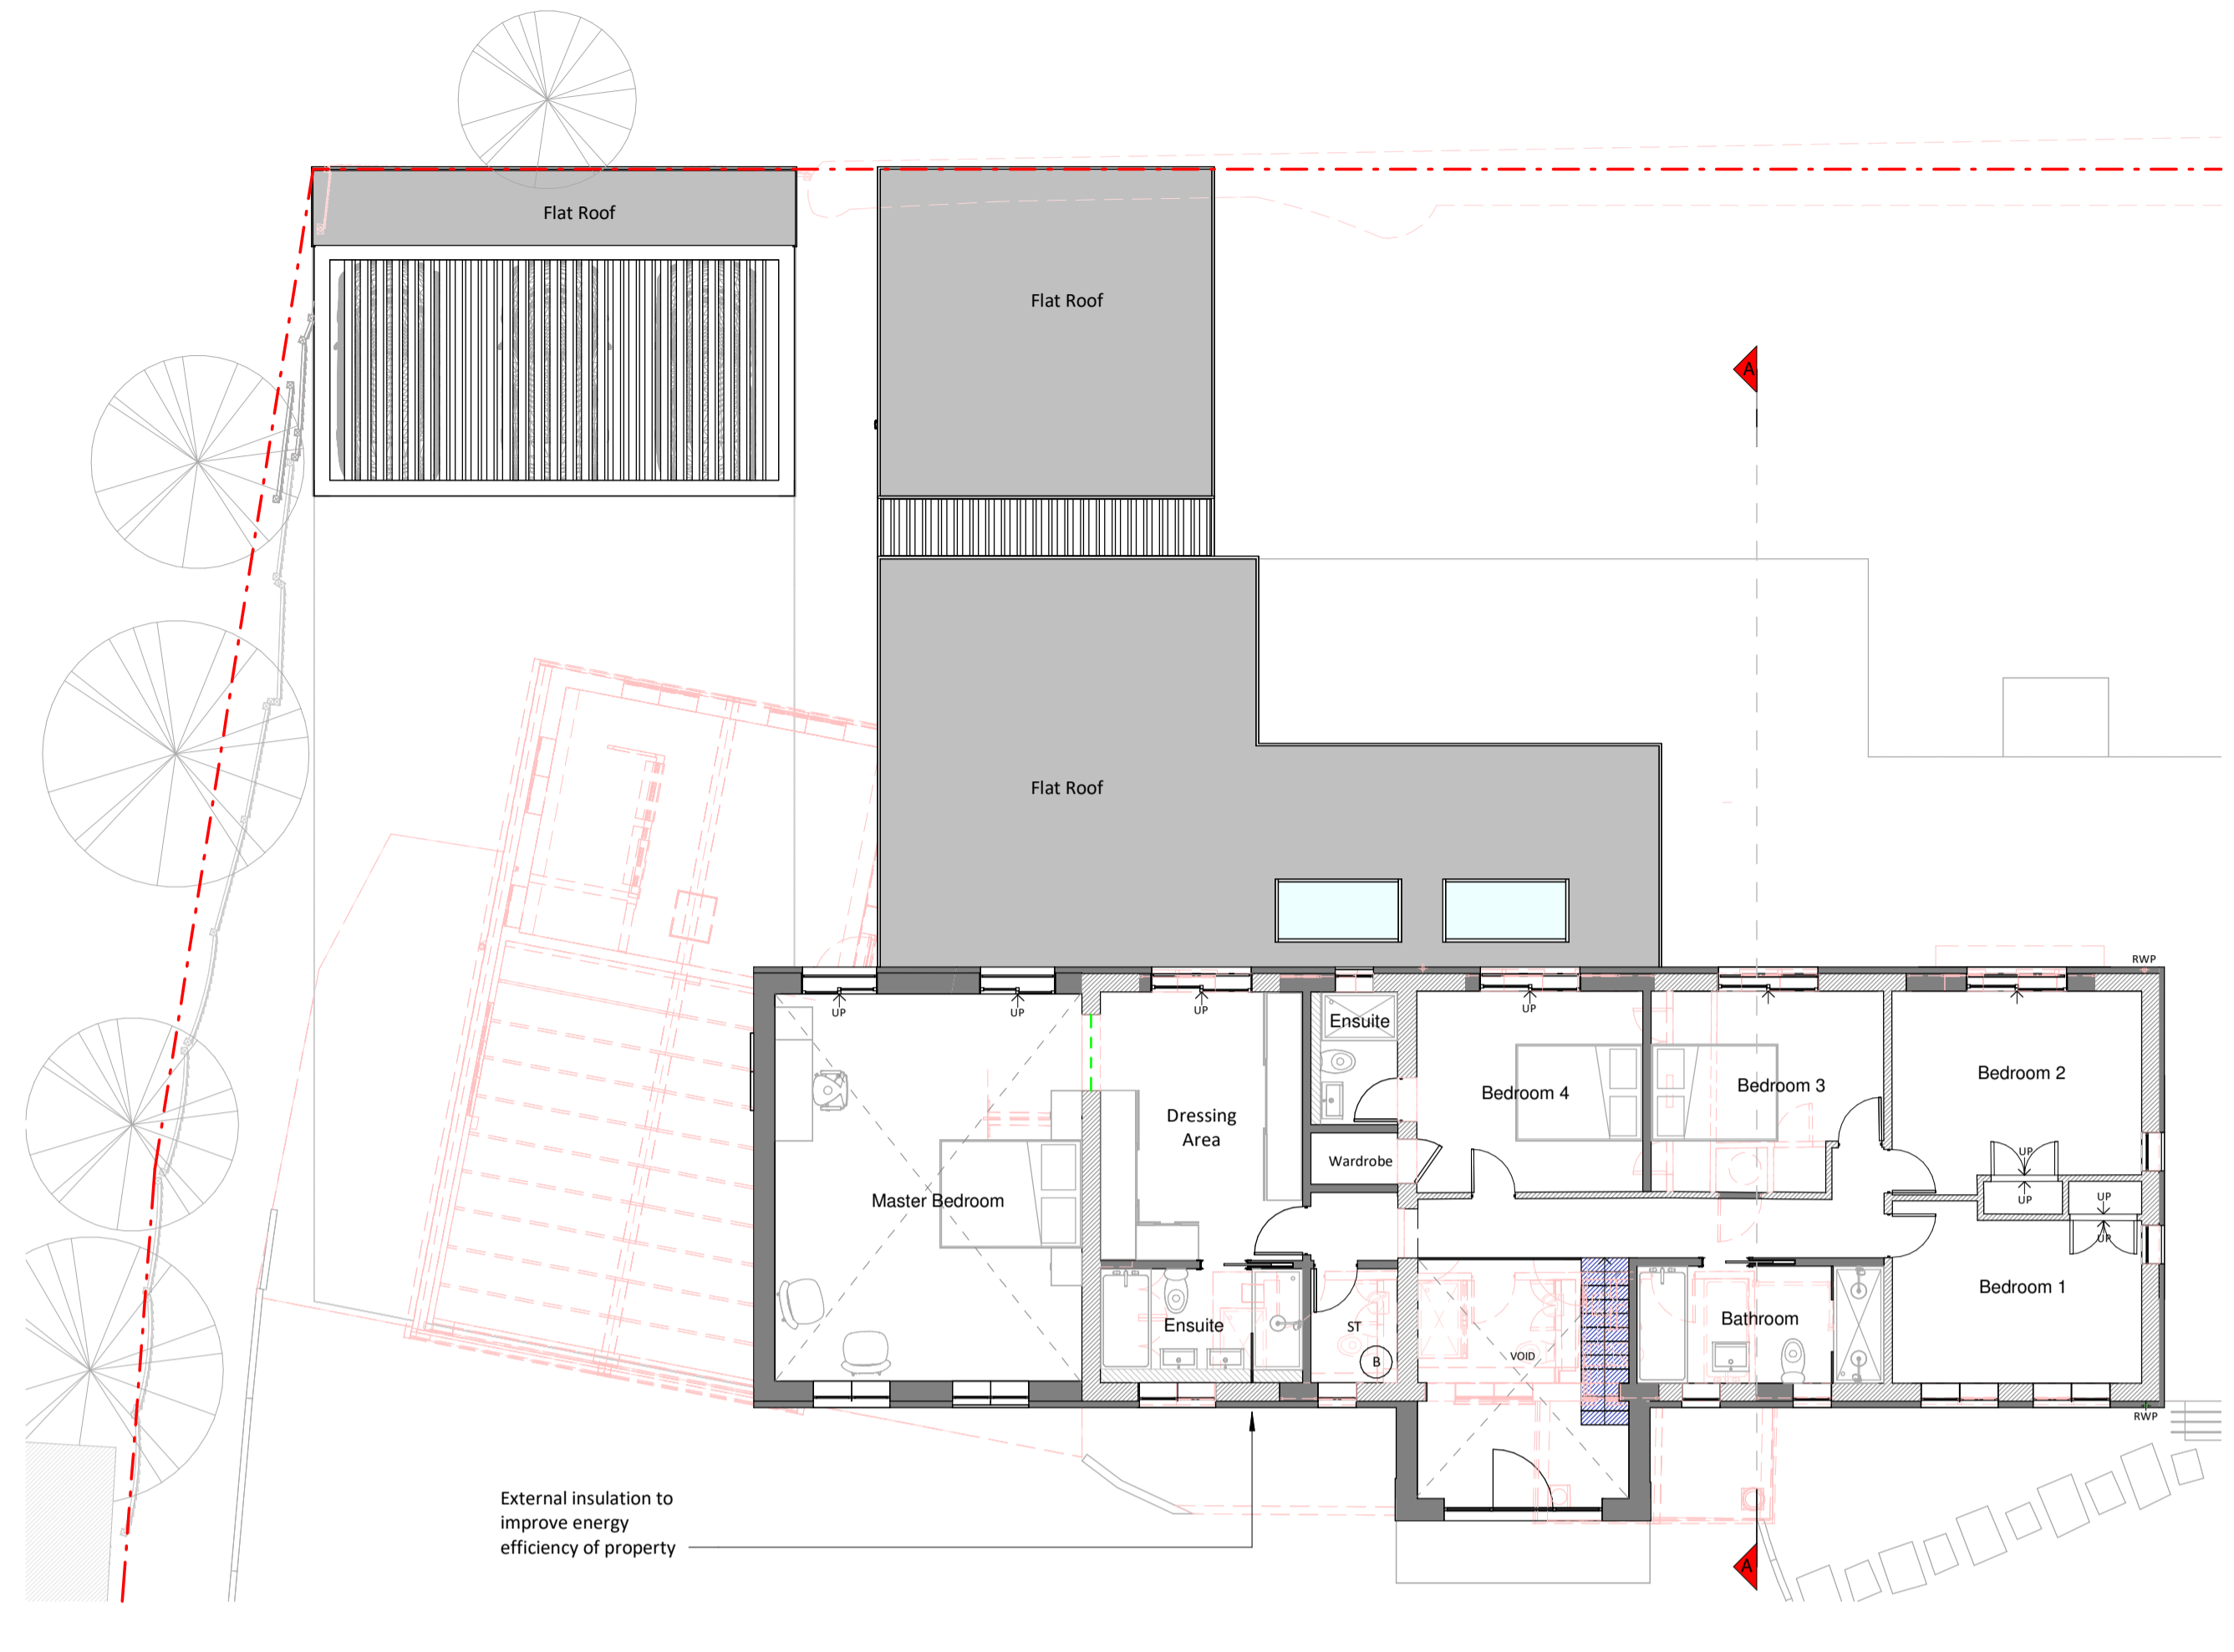 Flat Roof
Flat Roof
A
Flat Roof
RWP
UP
UP
UP
UP
Ensuite
Bedroom 4
Bedroom 3
Bedroom 2
Dressing
Area
Wardrobe
UP
UP
UP
UP
Master Bedroom
Bedroom 1
Ensuite
ST
B
VOID
Bathroom
RWP
External insulation to
improve energy
efficiency of property
A